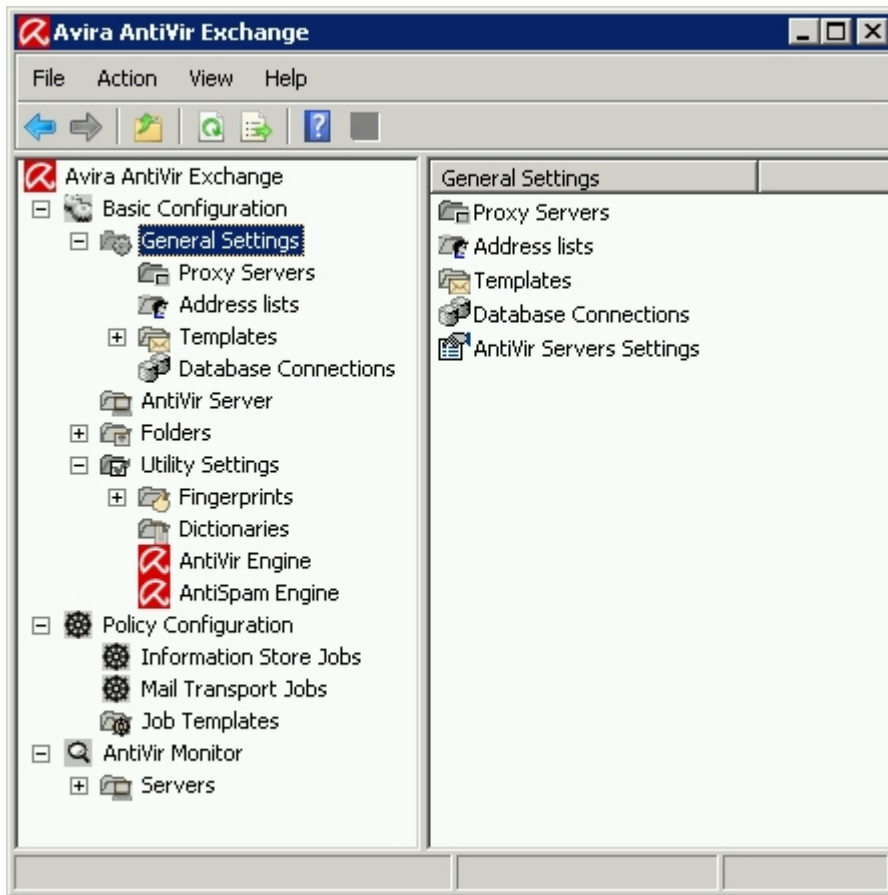 Avira AntiVir Exchange
File Action View Help
Avira AntiVir Exchange
Basic Configuration
General Settings
Proxy Servers
Address lists
Templates
Database Connections
AntiVir Server
Folders
Utility Settings
Fingerprints
Dictionaries
AntiVir Engine
AntiSpam Engine
Policy Configuration
Information Store Jobs
Mail Transport Jobs
Job Templates
AntiVir Monitor
Servers
General Settings
Proxy Servers
Address lists
Templates
Database Connections
AntiVir Servers Settings